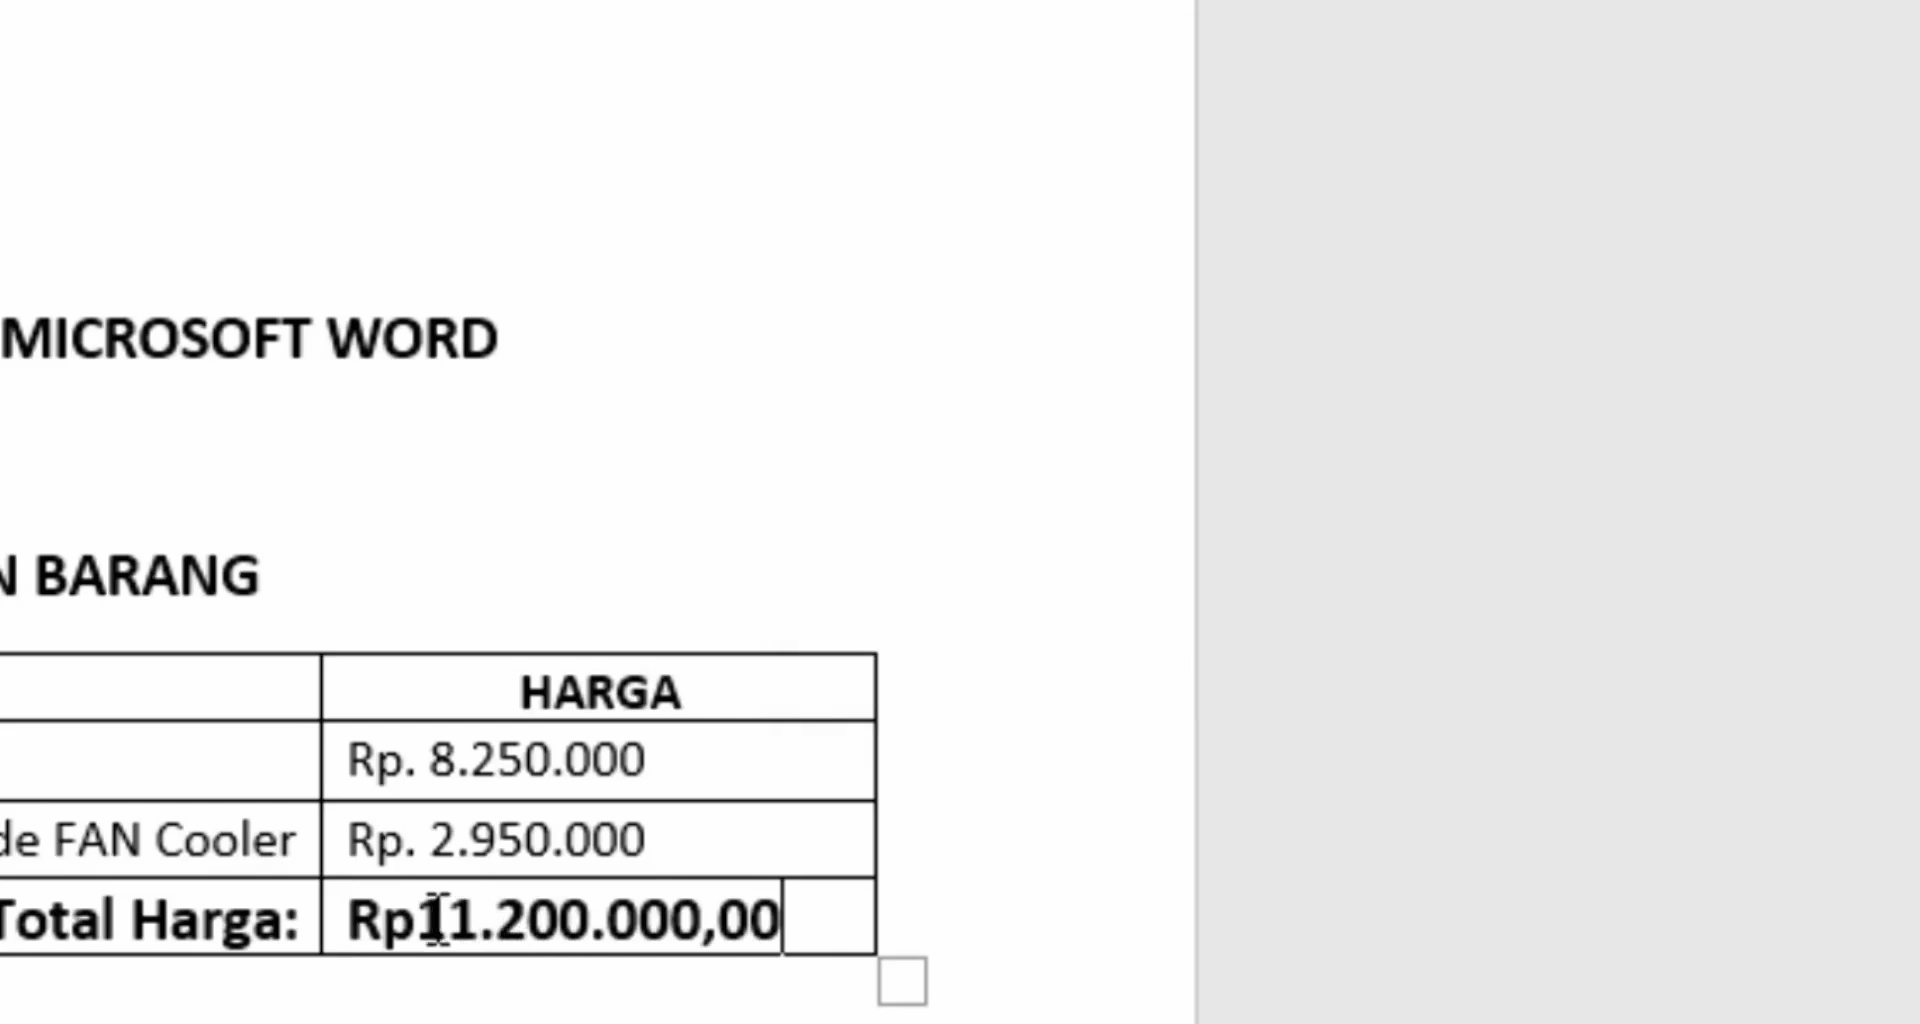 MICROSOFT WORD
N BARANG
HARGA
Rp. 8.250.000
de FAN Cooler Rp. 2.950.000
Total Harga: Rp11.200.000,00